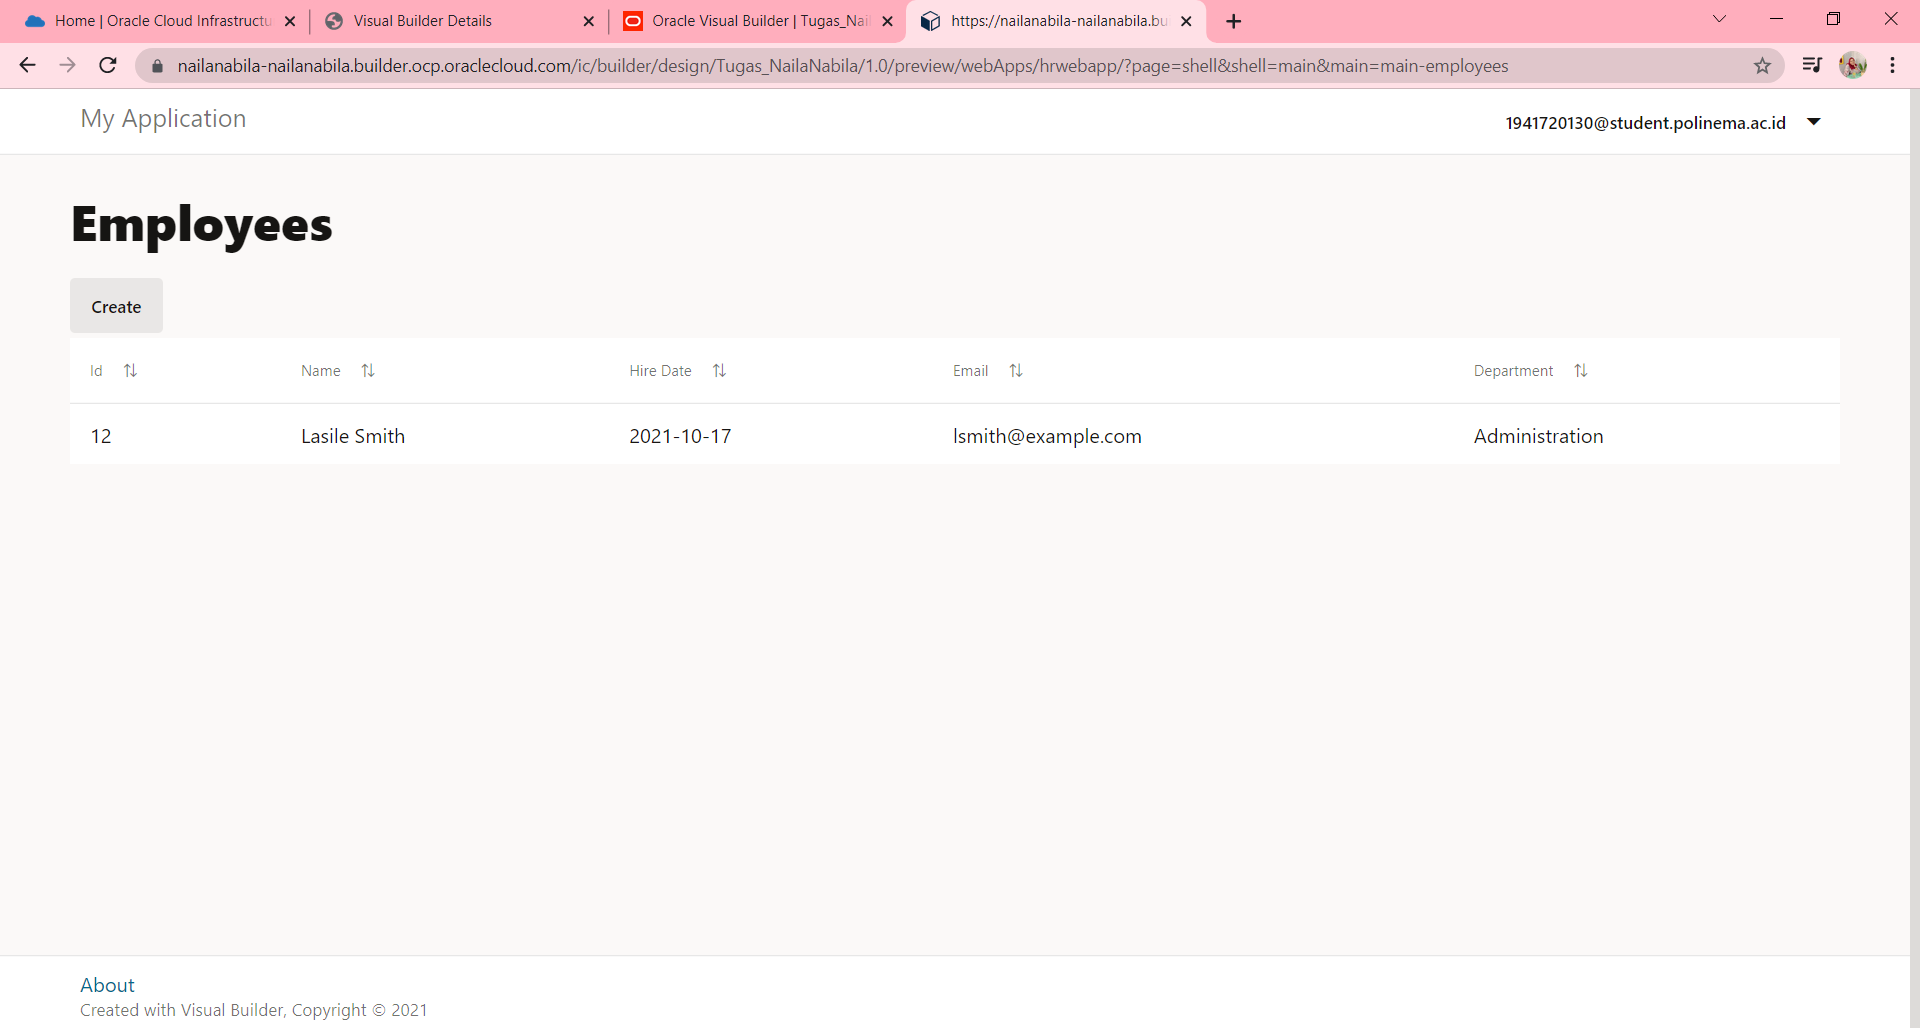 Home | Oracle Cloud Infrastructu
Visual Builder Details
Oracle Visual Builder | Tugas_Nail
https://nailanabila-nailanabila.bu
nailanabila-nailanabila.builder.ocp.oraclecloud.com/ic/builder/design/Tugas_NailaNabila/1.0/preview/webApps/hrwebapp/?page=shell&shell=main&main=main-employees
My Application
1941720130@student.polinema.ac.id
Employees
Create
Id Name Hire Date Email Department
12 Lasile Smith 2021-10-17 lsmith@example.com Administration
About
Created with Visual Builder, Copyright © 2021